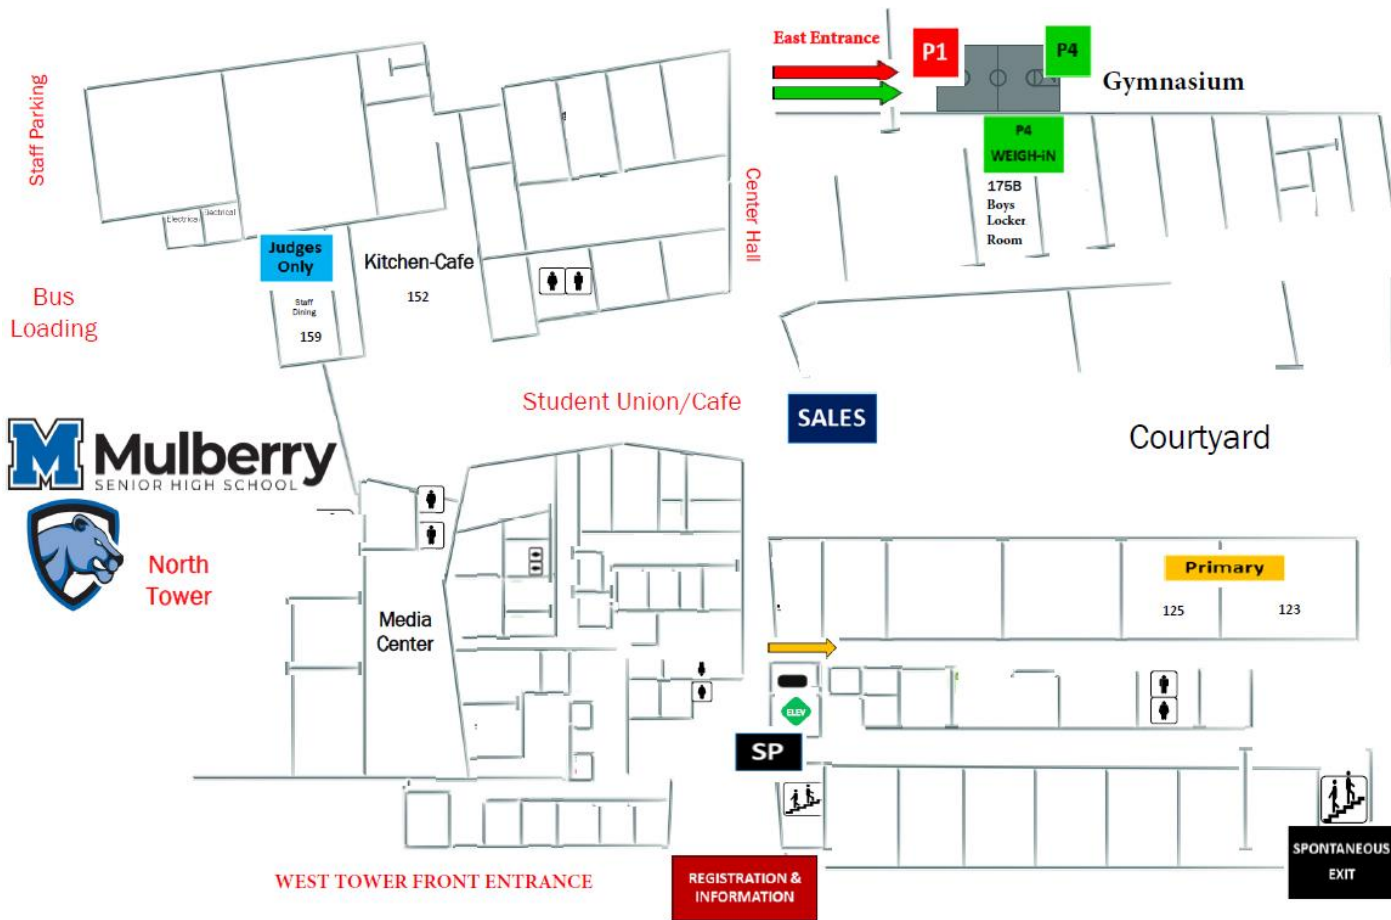 East Entrance
P1
P4
Gymnasium
Staff Parking
P4
WEIGH-iN
175B
Boys
Locker
Room
Center Hall
Electrical
Electrical
Judges
Only
Kitchen-Cafe
152
Staff
Dining
159
Bus
Loading
Student Union/Cafe
SALES
Courtyard
M Mulberry
SENIOR HIGH SCHOOL
North
Tower
Media
Center
Primary
125
123
ELEV
SP
WEST TOWER FRONT ENTRANCE
REGISTRATION &
INFORMATION
SPONTANEOUS
EXIT